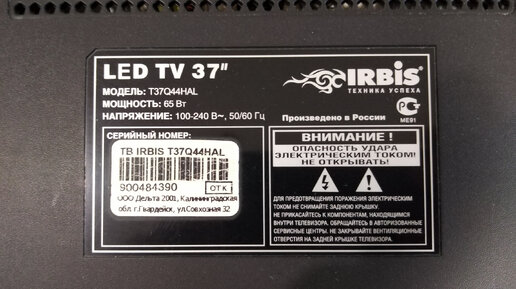 LED TV 37"
МОДЕЛЬ: T37Q44HAL
МОЩНОСТЬ: 65 Вт
НАПРЯЖЕНИЕ: 100-240 В~, 50/60 Гц
IRBIS®
ТЕХНИКА УСПЕХА
Произведено в России
РСТ
МЕ91
СЕРИЙНЫЙ НОМЕР:
ТВ IRBIS T37Q44HAL
900484390
ОТК
ООО Дельта 2001, Калининградская
обл. г.Гвардейск, ул.Совхозная 32
ВНИМАНИЕ !
ОПАСНОСТЬ УДАРА
ЭЛЕКТРИЧЕСКИМ ТОКОМ!
НЕ ОТКРЫВАТЬ!
ДЛЯ ПРЕДОТВРАЩЕНИЯ ПОРАЖЕНИЯ ЭЛЕКТРИЧЕСКИМ
ТОКОМ НЕ СНИМАЙТЕ ЗАДНЮЮ КРЫШКУ.
НЕ ПРИКАСАЙТЕСЬ К КОМПОНЕНТАМ, НАХОДЯЩИМСЯ
ВНУТРИ ТЕЛЕВИЗОРА. ОБРАЩАЙТЕСЬ В АВТОРИЗОВАННЫЕ
СЕРВИСНЫЕ ЦЕНТРЫ. НЕ ЗАКРЫВАЙТЕ ВЕНТИЛЯЦИОННЫЕ
ОТВЕРСТИЯ НА ЗАДНЕЙ КРЫШКЕ ТЕЛЕВИЗОРА.